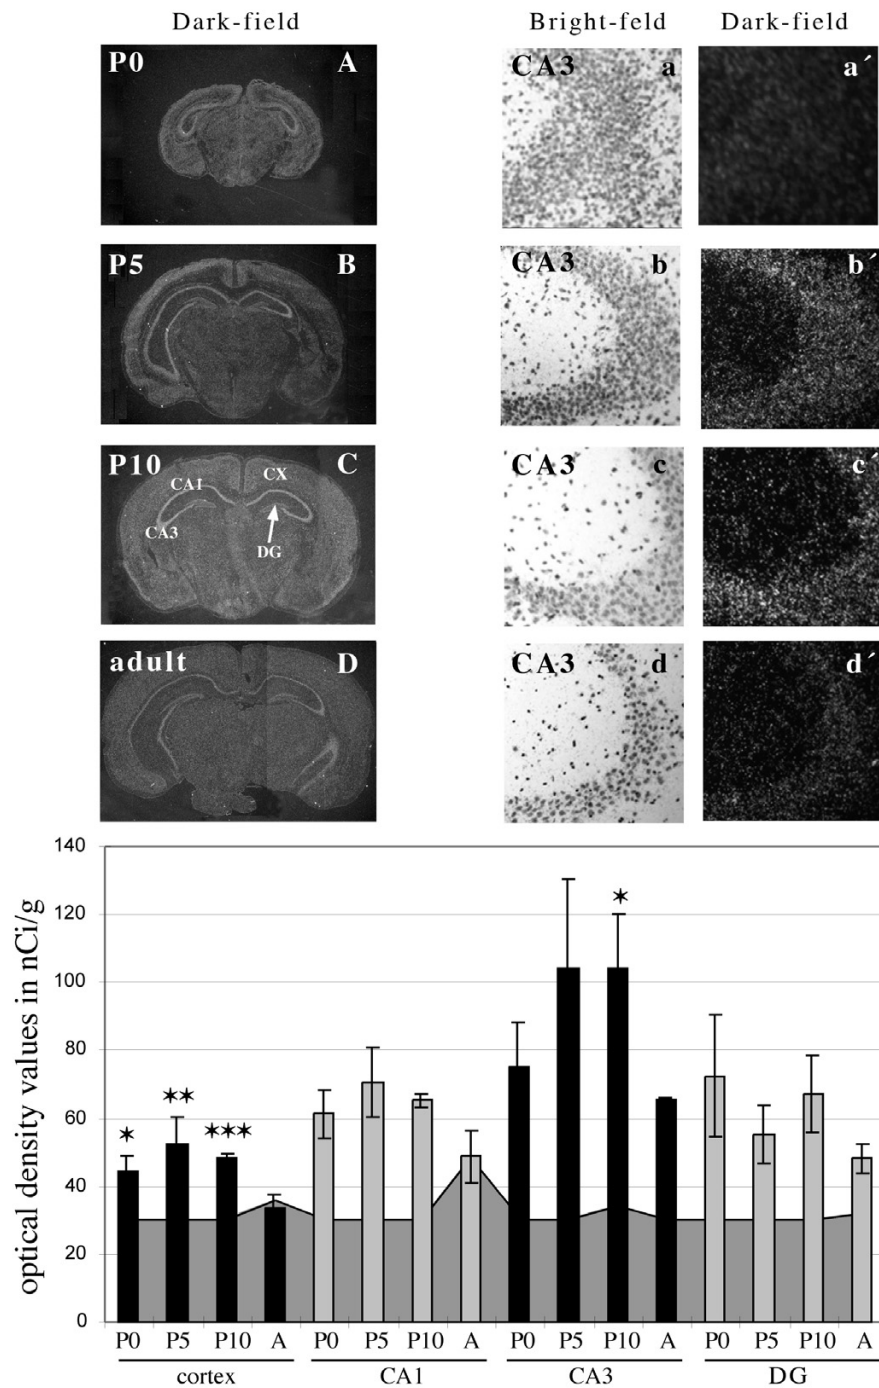 Dark-field Bright-feld Dark-field
P0 A CA3 a a´
P5 B CA3 b b´
P10 C CA3 c c´
CA1 CX
CA3 DG
adult D CA3 d d´
optical density values in nCi/g
140
120
100
80
60
40
20
0
P0 P5 P10 A P0 P5 P10 A P0 P5 P10 A P0 P5 P10 A
cortex CA1 CA3 DG